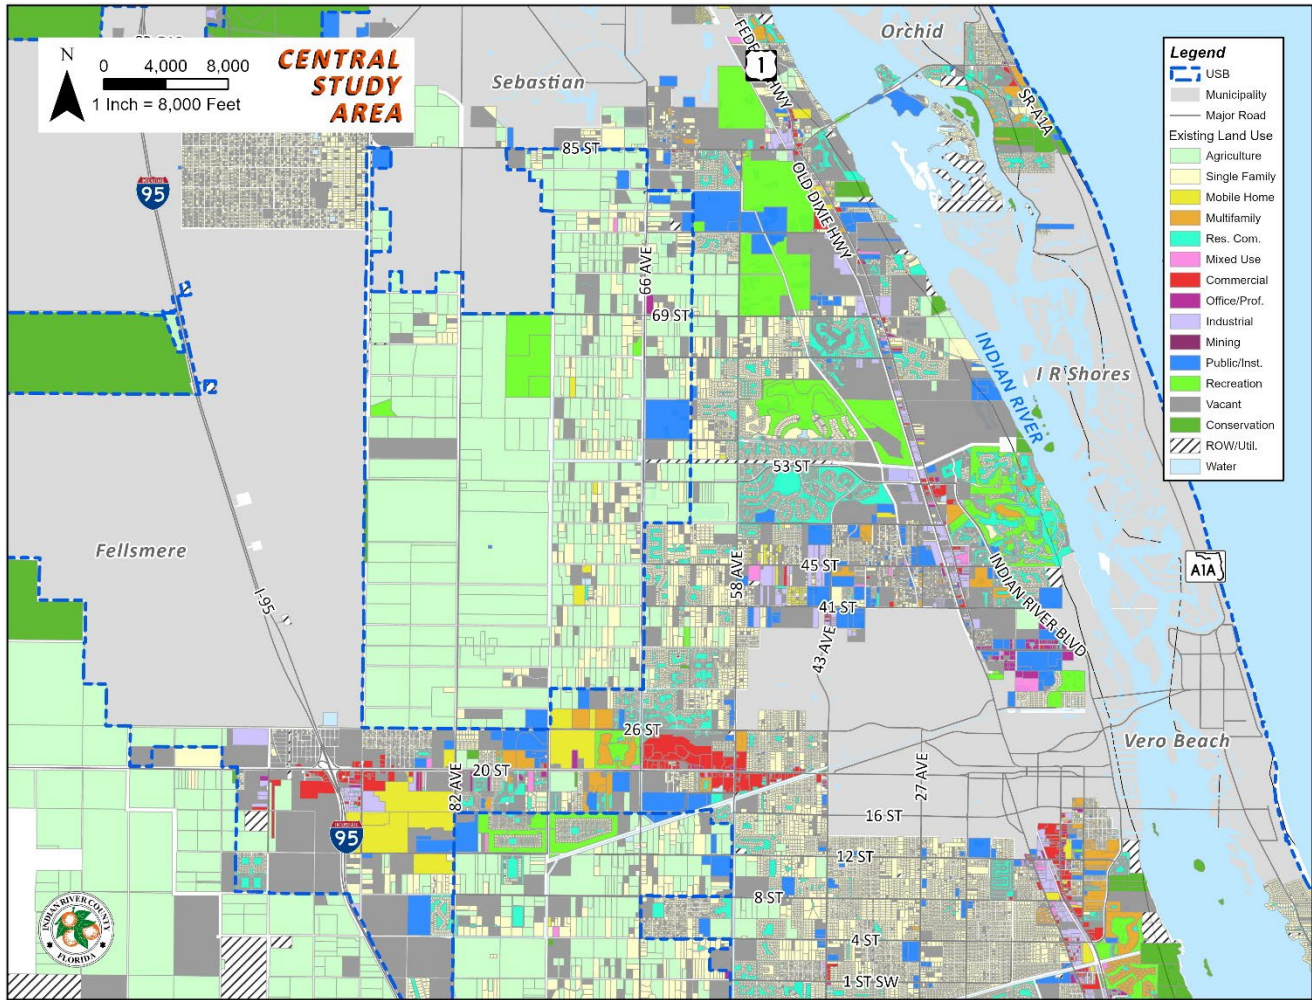 N
0 4,000 8,000
1 Inch = 8,000 Feet
CENTRAL
STUDY
AREA
Sebastian
Orchid
FEDERAL HWY
1
SR-A1A
Legend
USB
Municipality
Major Road
Existing Land Use
Agriculture
Single Family
Mobile Home
Multifamily
Res. Com.
Mixed Use
Commercial
Office/Prof.
Industrial
Mining
Public/Inst.
Recreation
Vacant
Conservation
ROW/Util.
Water
85 ST
95
OLD DIXIE HWY
66 AVE
69 ST
INDIAN RIVER
I R Shores
53 ST
Fellsmere
I-95
58 AVE
45 ST
41 ST
INDIAN RIVER BLVD
A1A
43 AVE
26 ST
Vero Beach
20 ST
82 AVE
27 AVE
16 ST
95
12 ST
8 ST
4 ST
1 ST SW
INDIAN RIVER COUNTY
FLORIDA